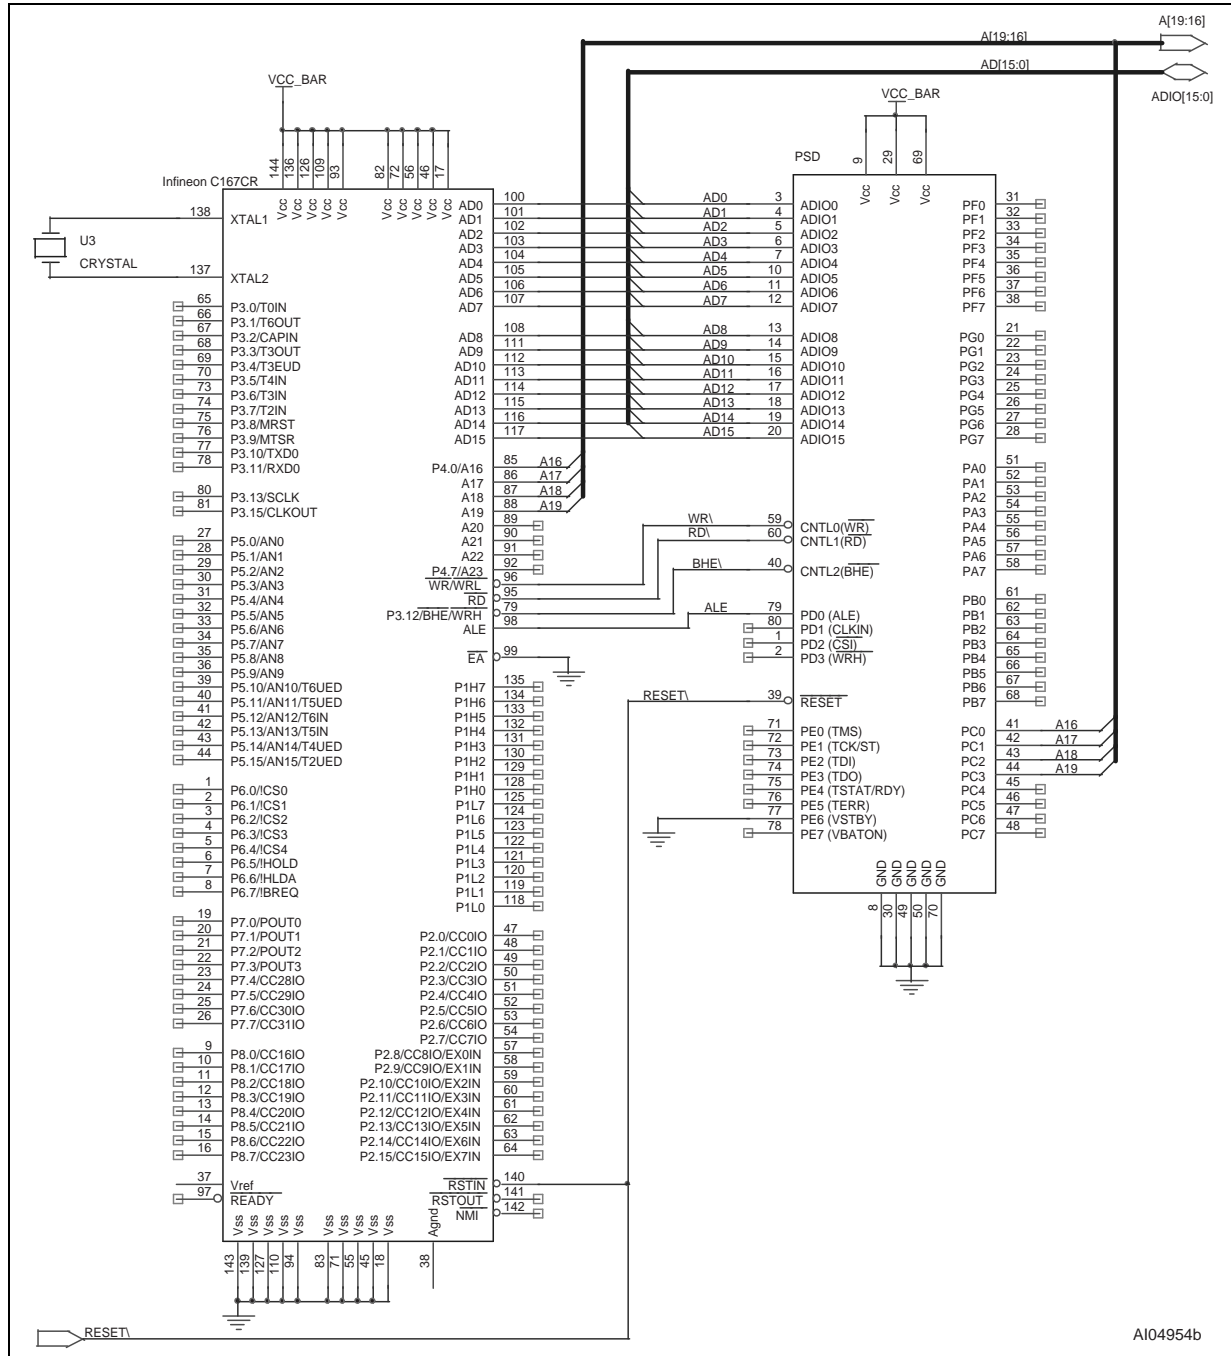 A[19:16]
A[19:16]
AD[15:0]
ADIO[15:0]
VCC_BAR
VCC_BAR
Infineon C167CR
PSD
144 136 126 109 93 82 72 56 46 17
Vcc Vcc Vcc Vcc Vcc Vcc Vcc Vcc Vcc Vcc
9 29 69
Vcc Vcc Vcc
U3
CRYSTAL
138 XTAL1
137 XTAL2
65 P3.0/T0IN
66 P3.1/T6OUT
67 P3.2/CAPIN
68 P3.3/T3OUT
69 P3.4/T3EUD
70 P3.5/T4IN
73 P3.6/T3IN
74 P3.7/T2IN
75 P3.8/MRST
76 P3.9/MTSR
77 P3.10/TXD0
78 P3.11/RXD0
80 P3.13/SCLK
81 P3.15/CLKOUT
27 P5.0/AN0
28 P5.1/AN1
29 P5.2/AN2
30 P5.3/AN3
31 P5.4/AN4
32 P5.5/AN5
33 P5.6/AN6
34 P5.7/AN7
35 P5.8/AN8
36 P5.9/AN9
39 P5.10/AN10/T6UED
40 P5.11/AN11/T5UED
41 P5.12/AN12/T6IN
42 P5.13/AN13/T5IN
43 P5.14/AN14/T4UED
44 P5.15/AN15/T2UED
1 P6.0/!CS0
2 P6.1/!CS1
3 P6.2/!CS2
4 P6.3/!CS3
5 P6.4/!CS4
6 P6.5/!HOLD
7 P6.6/!HLDA
8 P6.7/!BREQ
19 P7.0/POUT0
20 P7.1/POUT1
21 P7.2/POUT2
22 P7.3/POUT3
23 P7.4/CC28IO
24 P7.5/CC29IO
25 P7.6/CC30IO
26 P7.7/CC31IO
9 P8.0/CC16IO
10 P8.1/CC17IO
11 P8.2/CC18IO
12 P8.3/CC19IO
13 P8.4/CC20IO
14 P8.5/CC21IO
15 P8.6/CC22IO
16 P8.7/CC23IO
37 Vref
97 READY
AD0 100 AD0 3 ADIO0
AD1 101 AD1 4 ADIO1
AD2 102 AD2 5 ADIO2
AD3 103 AD3 6 ADIO3
AD4 104 AD4 7 ADIO4
AD5 105 AD5 10 ADIO5
AD6 106 AD6 11 ADIO6
AD7 107 AD7 12 ADIO7
AD8 108 AD8 13 ADIO8
AD9 111 AD9 14 ADIO9
AD10 112 AD10 15 ADIO10
AD11 113 AD11 16 ADIO11
AD12 114 AD12 17 ADIO12
AD13 115 AD13 18 ADIO13
AD14 116 AD14 19 ADIO14
AD15 117 AD15 20 ADIO15
P4.0/A16 85 A16
A17 86 A17
A18 87 A18
A19 88 A19
A20 89
A21 90
A22 91
P4.7/A23 92
WR/WRL 96
RD 95
P3.12/BHE/WRH 79
ALE 98
EA 99
P1H7 135
P1H6 134
P1H5 133
P1H4 132
P1H3 131
P1H2 130
P1H1 129
P1H0 128
P1L7 125
P1L6 124
P1L5 123
P1L4 122
P1L3 121
P1L2 120
P1L1 119
P1L0 118
P2.0/CC0IO 47
P2.1/CC1IO 48
P2.2/CC2IO 49
P2.3/CC3IO 50
P2.4/CC4IO 51
P2.5/CC5IO 52
P2.6/CC6IO 53
P2.7/CC7IO 54
P2.8/CC8IO/EX0IN 57
P2.9/CC9IO/EX1IN 58
P2.10/CC10IO/EX2IN 59
P2.11/CC11IO/EX3IN 60
P2.12/CC12IO/EX4IN 61
P2.13/CC13IO/EX5IN 62
P2.14/CC14IO/EX6IN 63
P2.15/CC15IO/EX7IN 64
RSTIN 140
RSTOUT 141
NMI 142
Vss Vss Vss Vss Vss Vss Vss Vss Vss Vss Agnd
143 139 127 110 94 83 71 55 45 18 38
WR\ 59 CNTL0(WR)
RD\ 60 CNTL1(RD)
BHE\ 40 CNTL2(BHE)
ALE 79 PD0 (ALE)
80 PD1 (CLKIN)
1 PD2 (CSI)
2 PD3 (WRH)
RESET\ 39 RESET
71 PE0 (TMS)
72 PE1 (TCK/ST)
73 PE2 (TDI)
74 PE3 (TDO)
75 PE4 (TSTAT/RDY)
76 PE5 (TERR)
77 PE6 (VSTBY)
78 PE7 (VBATON)
PF0 31
PF1 32
PF2 33
PF3 34
PF4 35
PF5 36
PF6 37
PF7 38
PG0 21
PG1 22
PG2 23
PG3 24
PG4 25
PG5 26
PG6 27
PG7 28
PA0 51
PA1 52
PA2 53
PA3 54
PA4 55
PA5 56
PA6 57
PA7 58
PB0 61
PB1 62
PB2 63
PB3 64
PB4 65
PB5 66
PB6 67
PB7 68
PC0 41 A16
PC1 42 A17
PC2 43 A18
PC3 44 A19
PC4 45
PC5 46
PC6 47
PC7 48
GND GND GND GND GND
8 30 49 50 70
RESET\
AI04954b